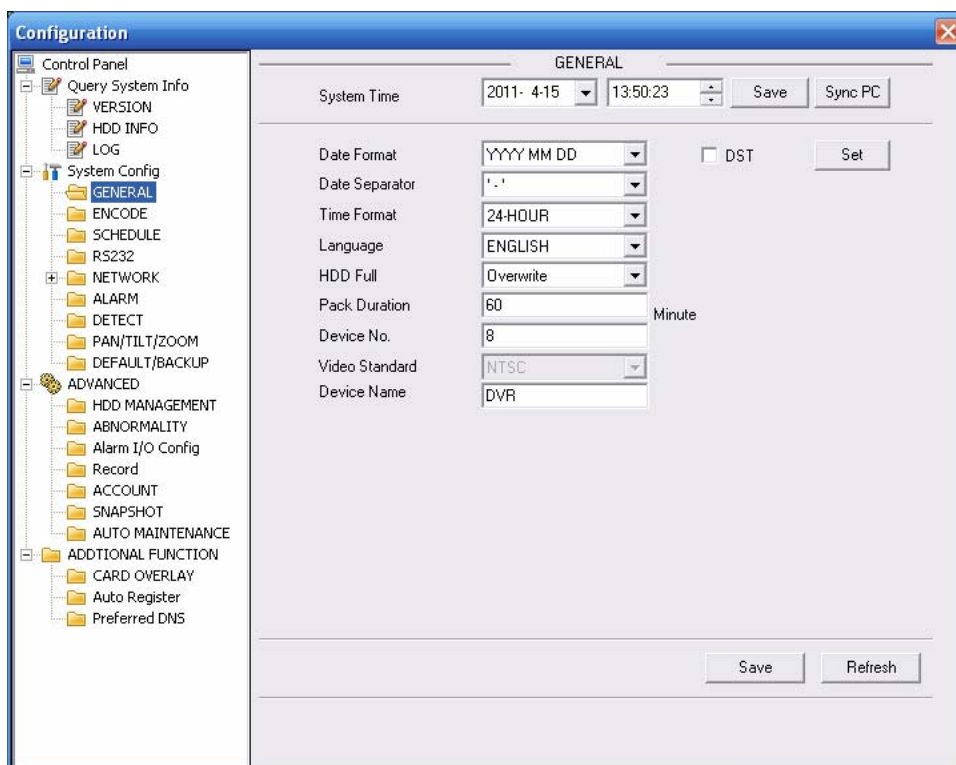 Configuration
Control Panel
Query System Info
VERSION
HDD INFO
LOG
System Config
GENERAL
ENCODE
SCHEDULE
RS232
NETWORK
ALARM
DETECT
PAN/TILT/ZOOM
DEFAULT/BACKUP
ADVANCED
HDD MANAGEMENT
ABNORMALITY
Alarm I/O Config
Record
ACCOUNT
SNAPSHOT
AUTO MAINTENANCE
ADDTIONAL FUNCTION
CARD OVERLAY
Auto Register
Preferred DNS
GENERAL
System Time 2011- 4-15 13:50:23 Save Sync PC
Date Format YYYY MM DD DST Set
Date Separator '-'
Time Format 24-HOUR
Language ENGLISH
HDD Full Overwrite
Pack Duration 60 Minute
Device No. 8
Video Standard NTSC
Device Name DVR
Save Refresh